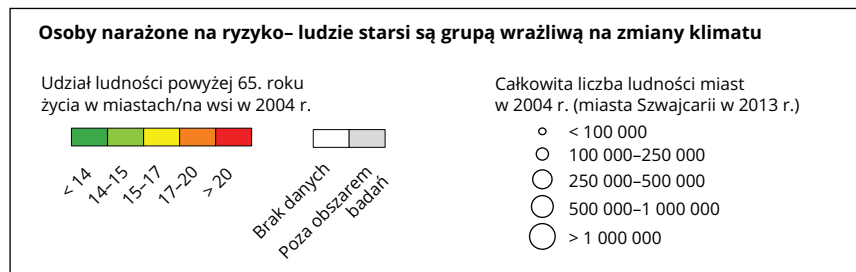 Osoby narażone na ryzyko– ludzie starsi są grupą wrażliwą na zmiany klimatu
Udział ludności powyżej 65. roku
życia w miastach/na wsi w 2004 r.
< 14
14–15
15–17
17–20
> 20
Brak danych
Poza obszarem
badań
Całkowita liczba ludności miast
w 2004 r. (miasta Szwajcarii w 2013 r.)
< 100 000
100 000–250 000
250 000–500 000
500 000–1 000 000
> 1 000 000